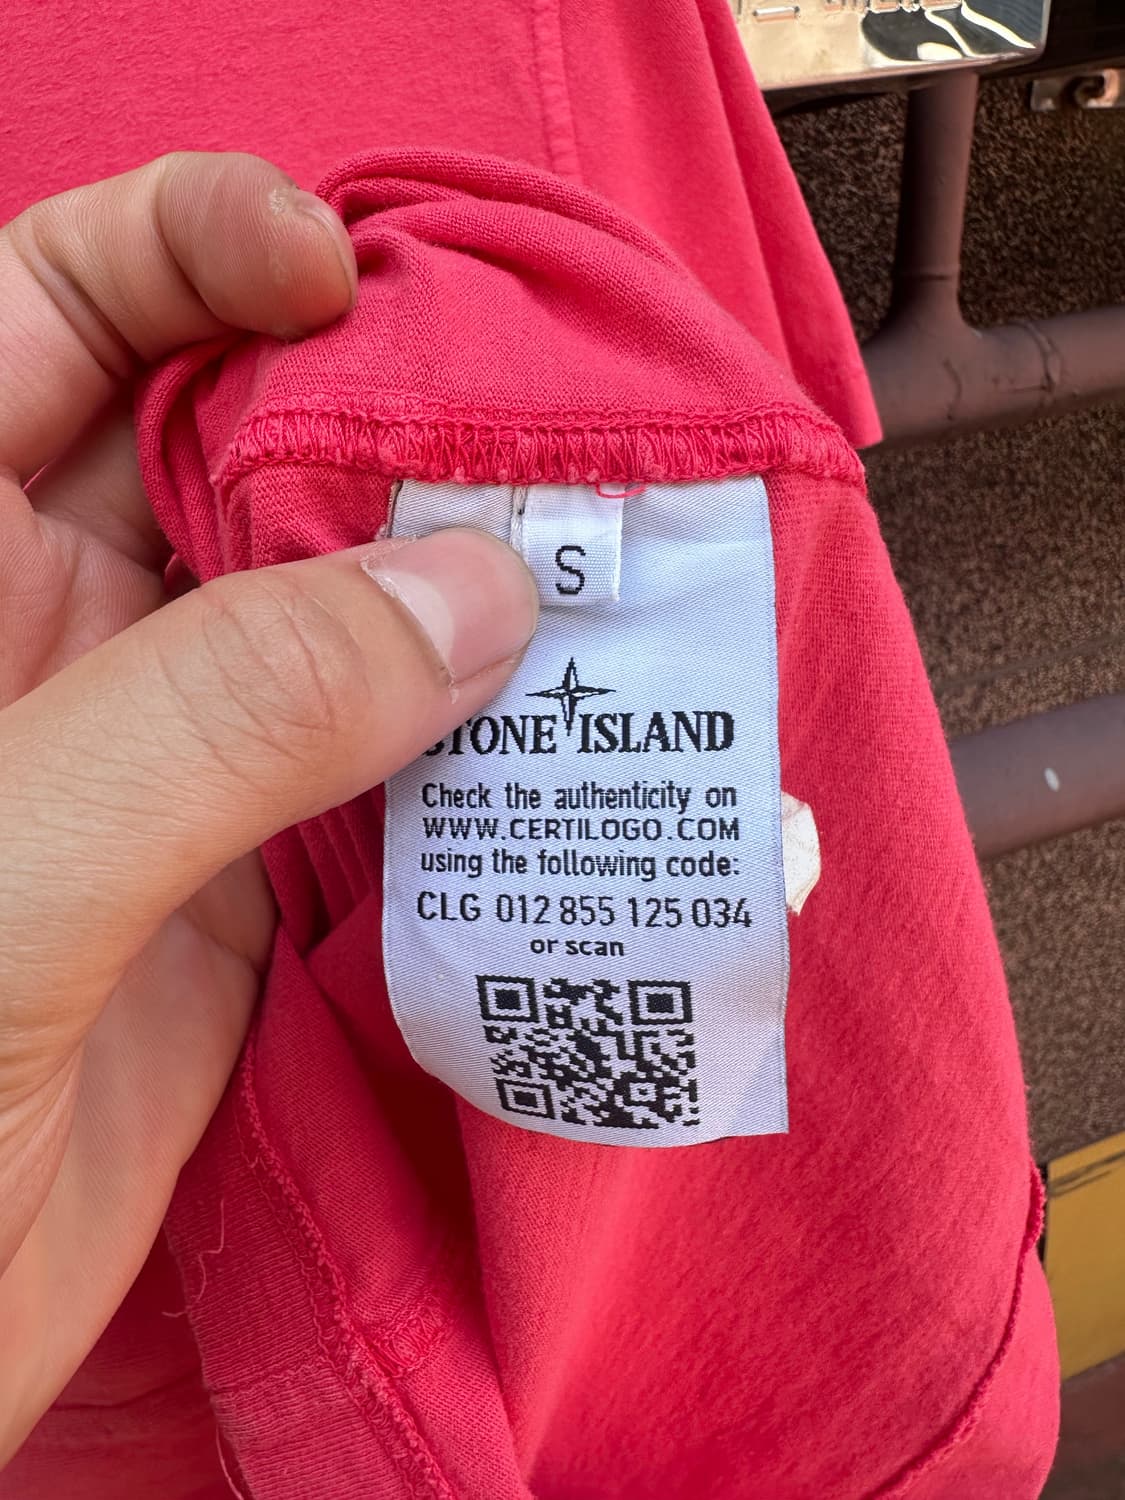 S
STONE ISLAND
Check the authenticity on
WWW.CERTILOGO.COM
using the following code:
CLG 012 855 125 034
or scan